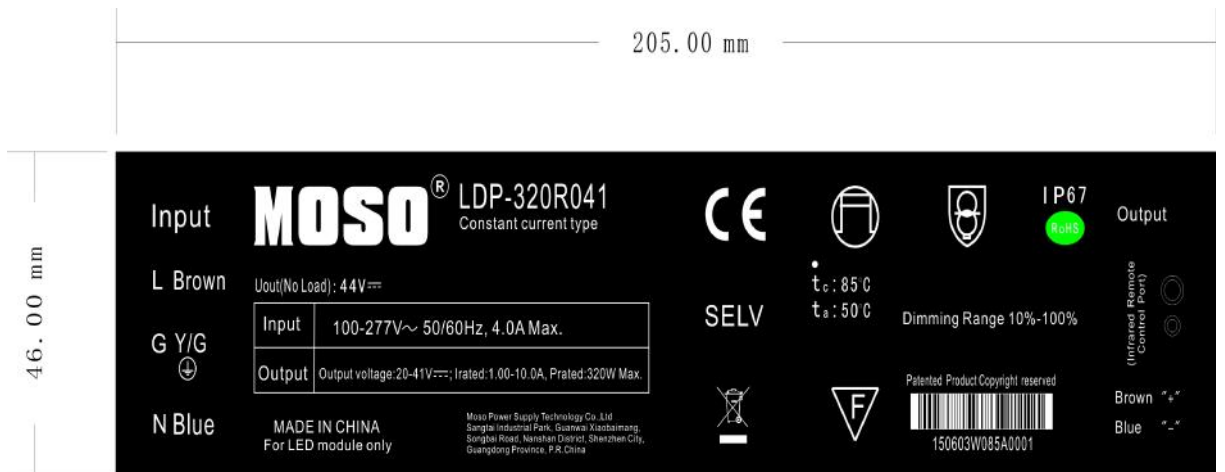 205.00 mm
46.00 mm
Input
MOSO®
LDP-320R041
Constant current type
CE
IP67
RoHS
Output
L Brown
Uout(No Load) : 44V⎓
tc : 85℃
ta : 50℃
SELV
Dimming Range 10%-100%
(Infrared Remote
Control Port)
G Y/G
Input 100-277V~ 50/60Hz, 4.0A Max.
Output Output voltage:20-41V⎓; Irated:1.00-10.0A, Prated:320W Max.
N Blue
MADE IN CHINA
For LED module only
Moso Power Supply Technology Co.,Ltd
Sangtai Industrial Park, Guanwai Xiaobaimang,
Songbai Road, Nanshan District, Shenzhen City,
Guangdong Province, P.R.China
F
Patented Product Copyright reserved
150603W085A0001
Brown "+"
Blue "-"